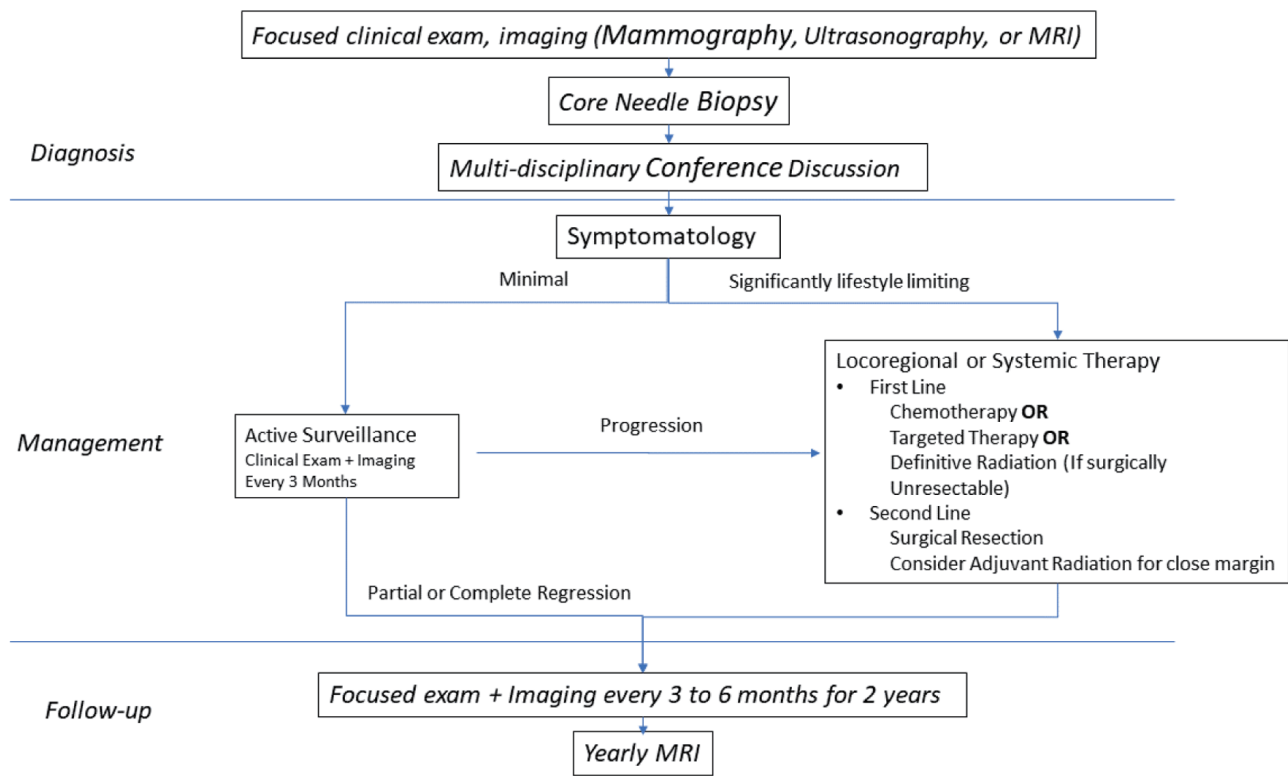 Focused clinical exam, imaging (Mammography, Ultrasonography, or MRI)
Core Needle Biopsy
Diagnosis
Multi-disciplinary Conference Discussion
Symptomatology
Minimal
Significantly lifestyle limiting
Locoregional or Systemic Therapy
• First Line
Chemotherapy OR
Targeted Therapy OR
Definitive Radiation (If surgically
Unresectable)
• Second Line
Surgical Resection
Consider Adjuvant Radiation for close margin
Management
Active Surveillance
Clinical Exam + Imaging
Every 3 Months
Progression
Partial or Complete Regression
Follow-up
Focused exam + Imaging every 3 to 6 months for 2 years
Yearly MRI